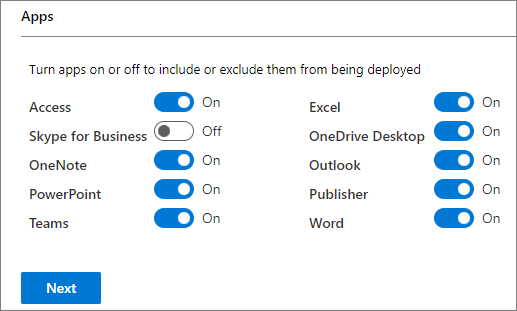 Apps
Turn apps on or off to include or exclude them from being deployed
Access On Excel On
Skype for Business Off OneDrive Desktop On
OneNote On Outlook On
PowerPoint On Publisher On
Teams On Word On
Next